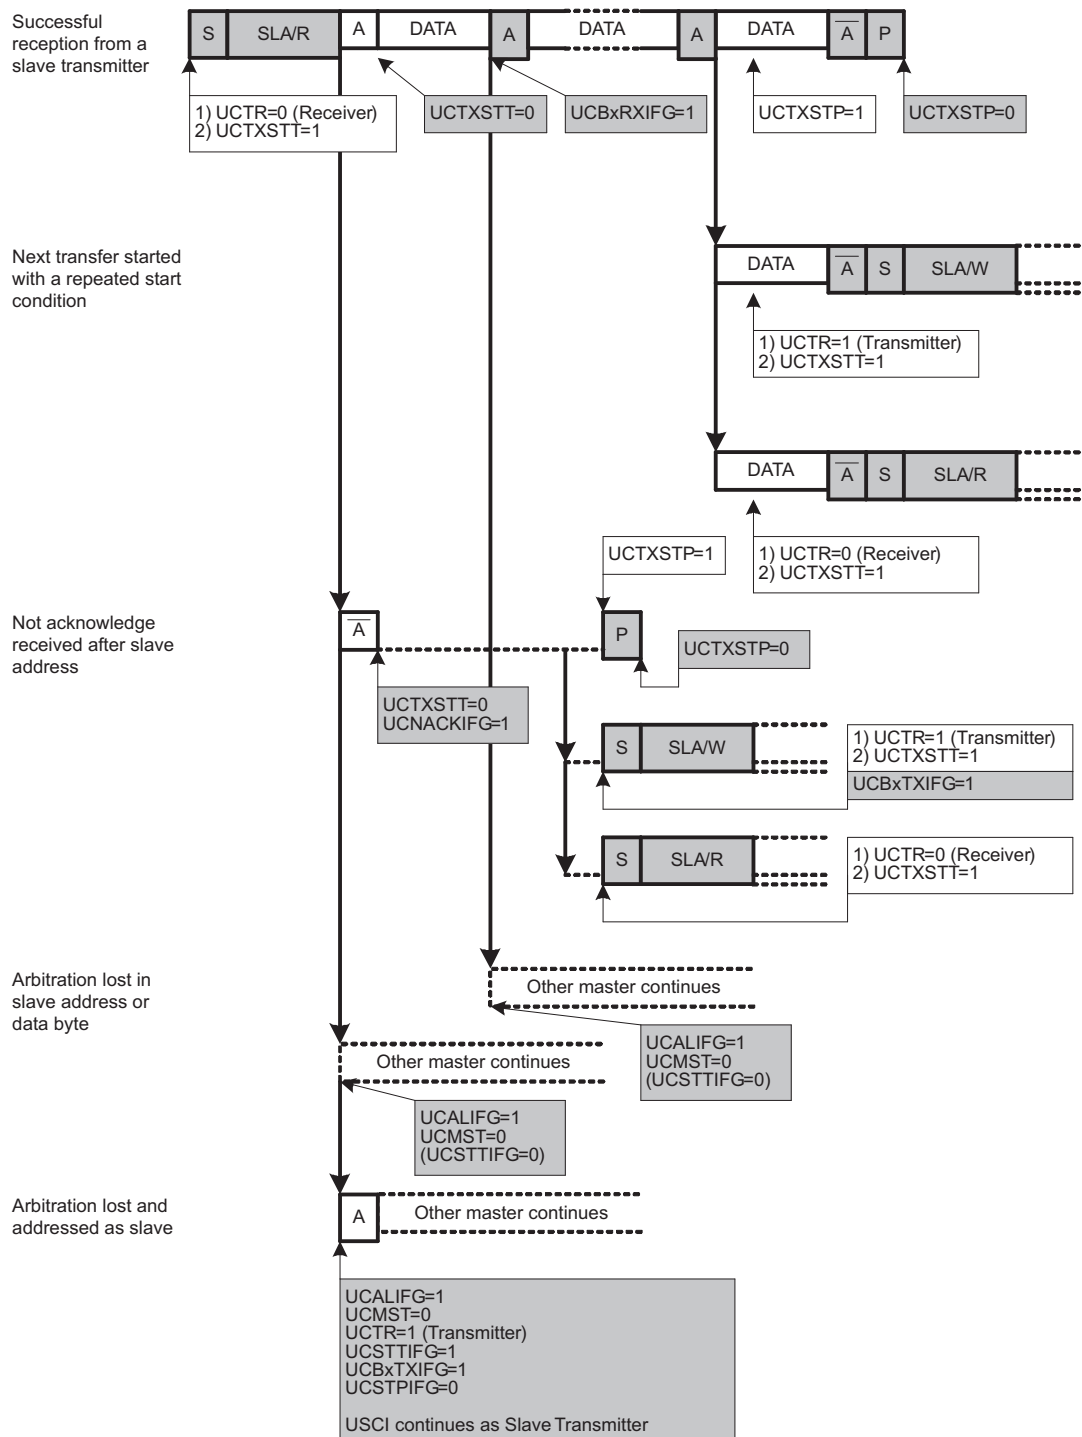 Successful
reception from a
slave transmitter
S SLA/R A DATA A DATA A DATA A P
1) UCTR=0 (Receiver)
2) UCTXSTT=1
UCTXSTT=0
UCBxRXIFG=1
UCTXSTP=1
UCTXSTP=0
Next transfer started
with a repeated start
condition
DATA A S SLA/W
1) UCTR=1 (Transmitter)
2) UCTXSTT=1
DATA A S SLA/R
1) UCTR=0 (Receiver)
2) UCTXSTT=1
UCTXSTP=1
Not acknowledge
received after slave
address
A
P
UCTXSTP=0
UCTXSTT=0
UCNACKIFG=1
S SLA/W
1) UCTR=1 (Transmitter)
2) UCTXSTT=1
UCBxTXIFG=1
S SLA/R
1) UCTR=0 (Receiver)
2) UCTXSTT=1
Arbitration lost in
slave address or
data byte
Other master continues
UCALIFG=1
UCMST=0
(UCSTTIFG=0)
Other master continues
UCALIFG=1
UCMST=0
(UCSTTIFG=0)
Arbitration lost and
addressed as slave
A Other master continues
UCALIFG=1
UCMST=0
UCTR=1 (Transmitter)
UCSTTIFG=1
UCBxTXIFG=1
UCSTPIFG=0
USCI continues as Slave Transmitter